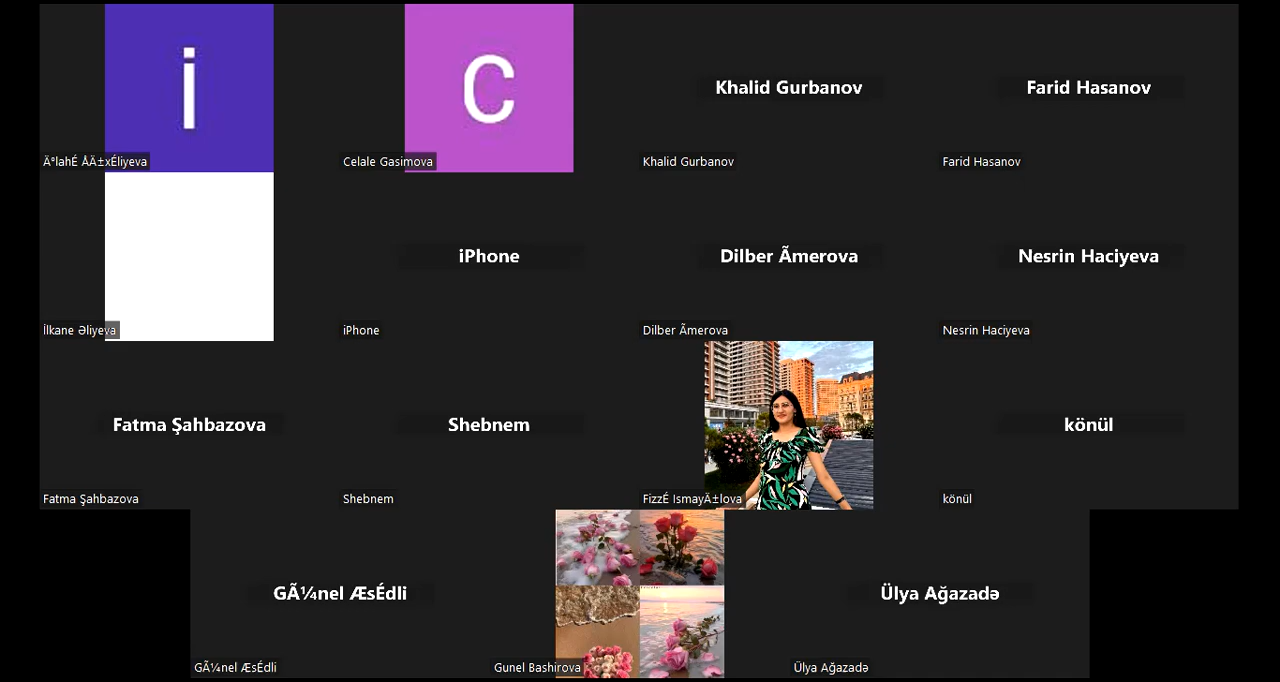 i
C
Khalid Gurbanov
Farid Hasanov
Ä°lahÉ ÅÄ±xÉliyeva
Celale Gasimova
Khalid Gurbanov
Farid Hasanov
iPhone
Dilber Ãmerova
Nesrin Haciyeva
İlkane Əliyeva
iPhone
Dilber Ãmerova
Nesrin Haciyeva
Fatma Şahbazova
Shebnem
könül
Fatma Şahbazova
Shebnem
FizzÉ IsmayÄ±lova
könül
GÃ¼nel ÆsÉdli
Ülya Ağazadə
GÃ¼nel ÆsÉdli
Gunel Bashirova
Ülya Ağazadə